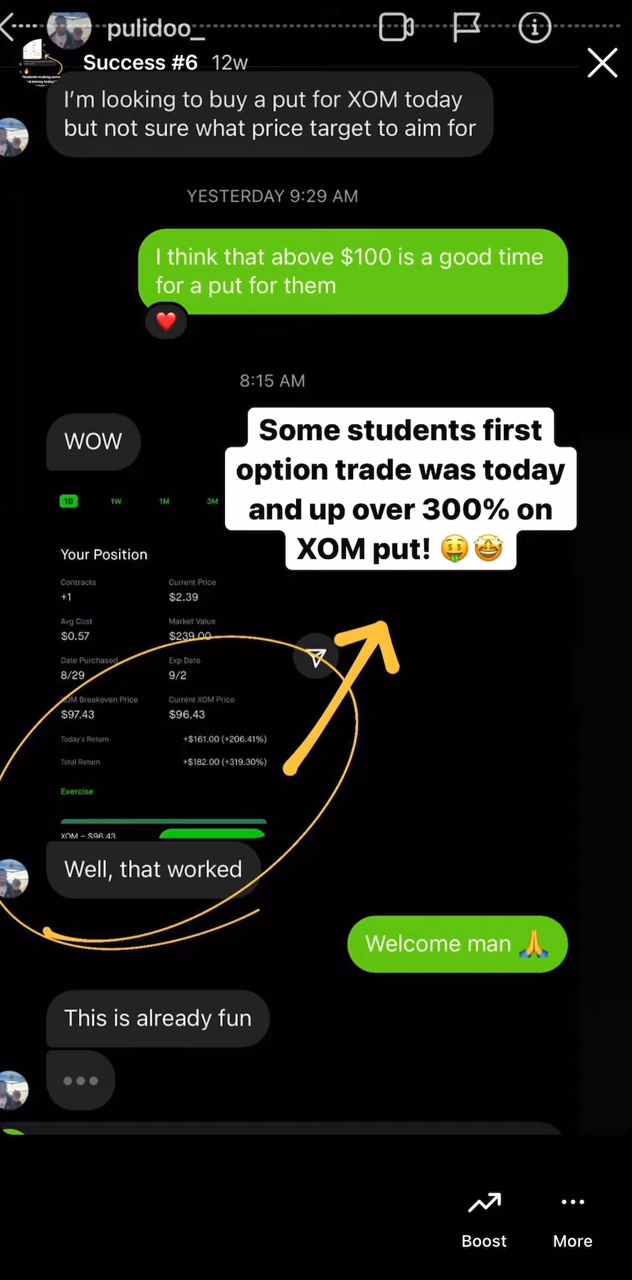 pulidoo_
Success #6 12w
I'm looking to buy a put for XOM today
but not sure what price target to aim for
YESTERDAY 9:29 AM
I think that above $100 is a good time
for a put for them
❤️
8:15 AM
WOW
Some students first
option trade was today
and up over 300% on
XOM put! 🤑🤩
1D 1W 1M 3M
Your Position
Contracts Current Price
+1 $2.39
Avg Cost Market Value
$0.57 $239.00
Date Purchased Exp Date
8/29 9/2
XOM Breakeven Price Current XOM Price
$97.43 $96.43
Today's Return +$161.00 (+206.41%)
Total Return +$182.00 (+319.30%)
Exercise
XOM – $96.43
Well, that worked
Welcome man 🙏
This is already fun
Boost More